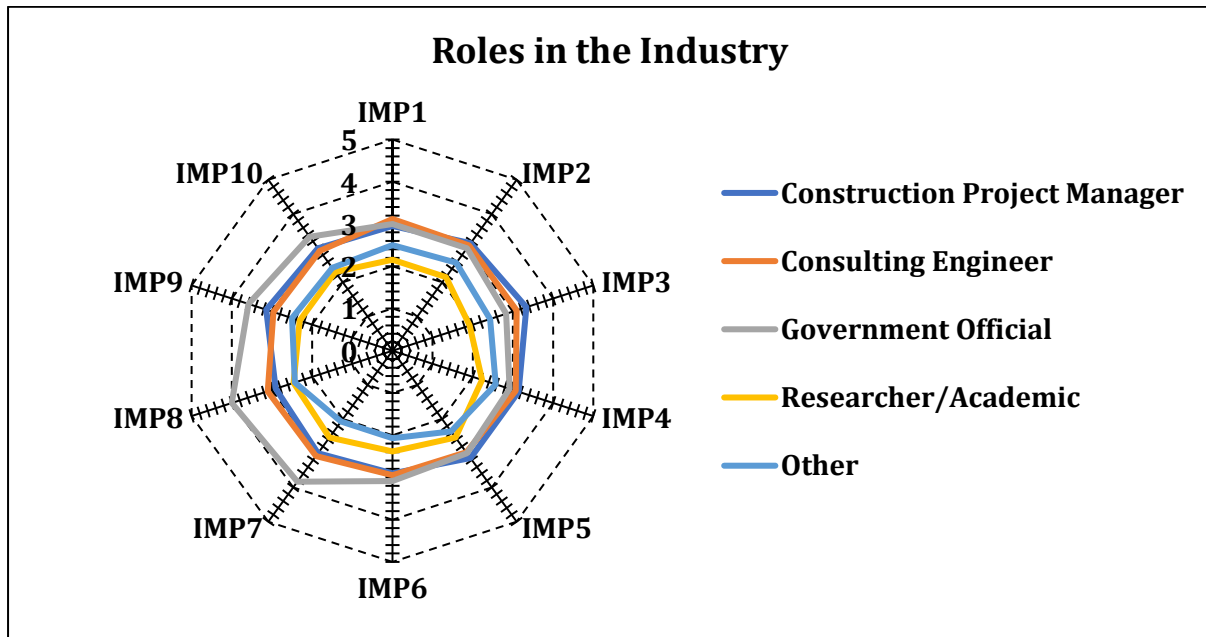 Roles in the Industry
IMP1
IMP2
IMP3
IMP4
IMP5
IMP6
IMP7
IMP8
IMP9
IMP10
5
4
3
2
1
0
Construction Project Manager
Consulting Engineer
Government Official
Researcher/Academic
Other